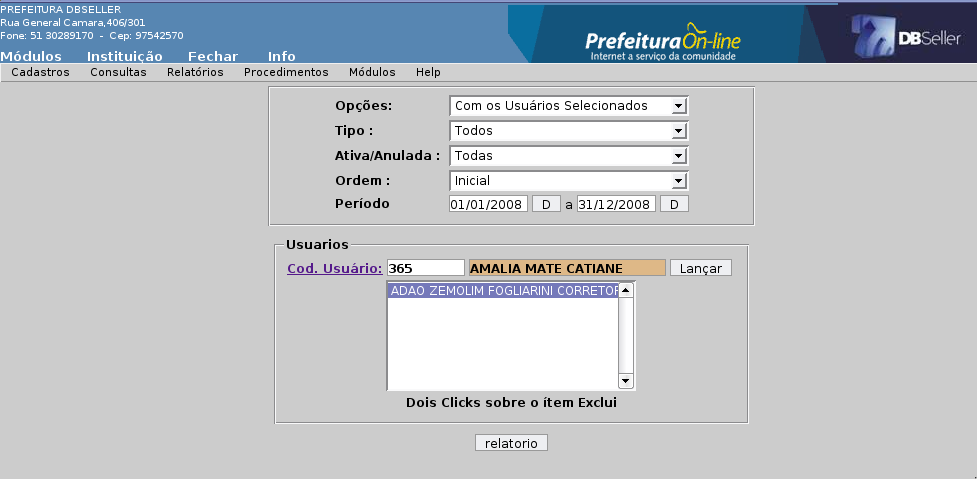 PREFEITURA DBSELLER
Rua General Camara,406/301
Fone: 51 30289170 - Cep: 97542570
PrefeituraOn-line
Internet a serviço da comunidade
DBSeller
Módulos Instituição Fechar Info
Cadastros Consultas Relatórios Procedimentos Módulos Help
Opções: Com os Usuários Selecionados
Tipo : Todos
Ativa/Anulada : Todas
Ordem : Inicial
Período 01/01/2008 D a 31/12/2008 D
Usuarios
Cod. Usuário: 365 AMALIA MATE CATIANE Lançar
ADAO ZEMOLIM FOGLIARINI CORRETOR
Dois Clicks sobre o ítem Exclui
relatorio